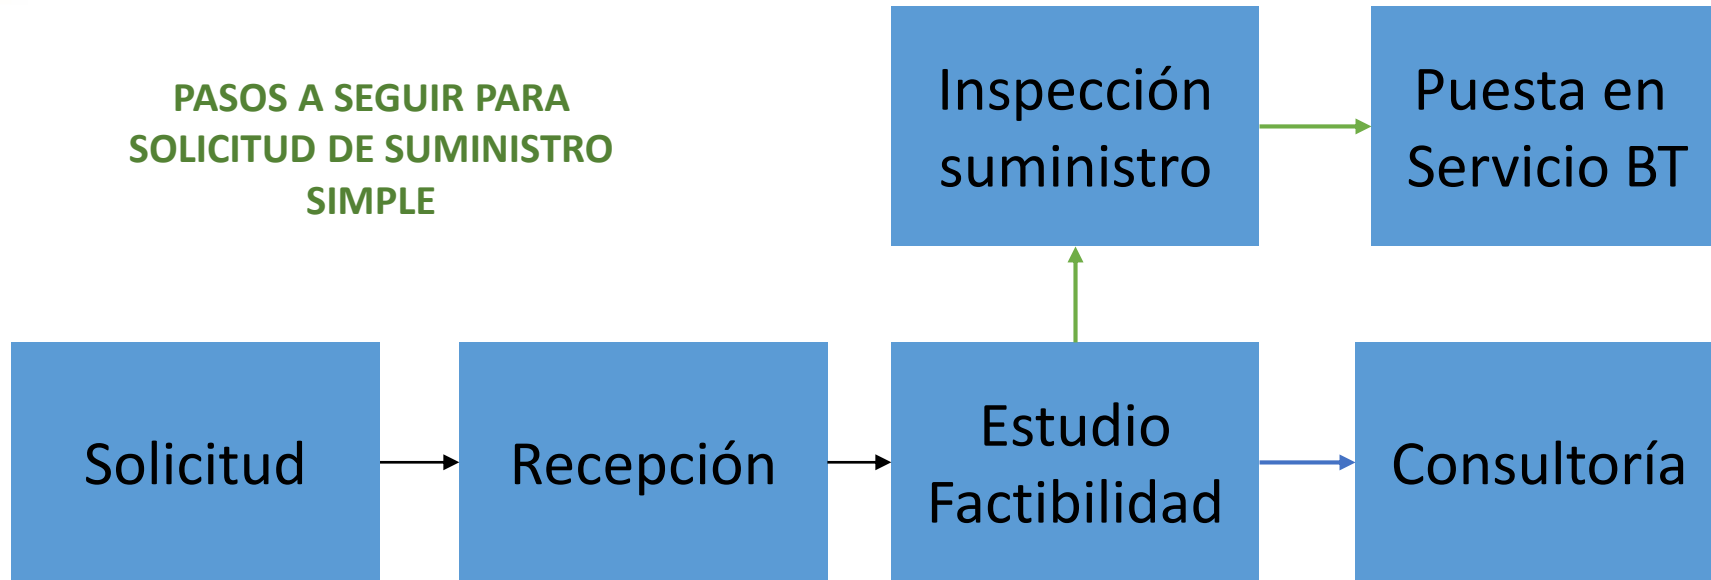 PASOS A SEGUIR PARA
SOLICITUD DE SUMINISTRO
SIMPLE
Inspección
suministro
Puesta en
Servicio BT
Solicitud
Recepción
Estudio
Factibilidad
Consultoría